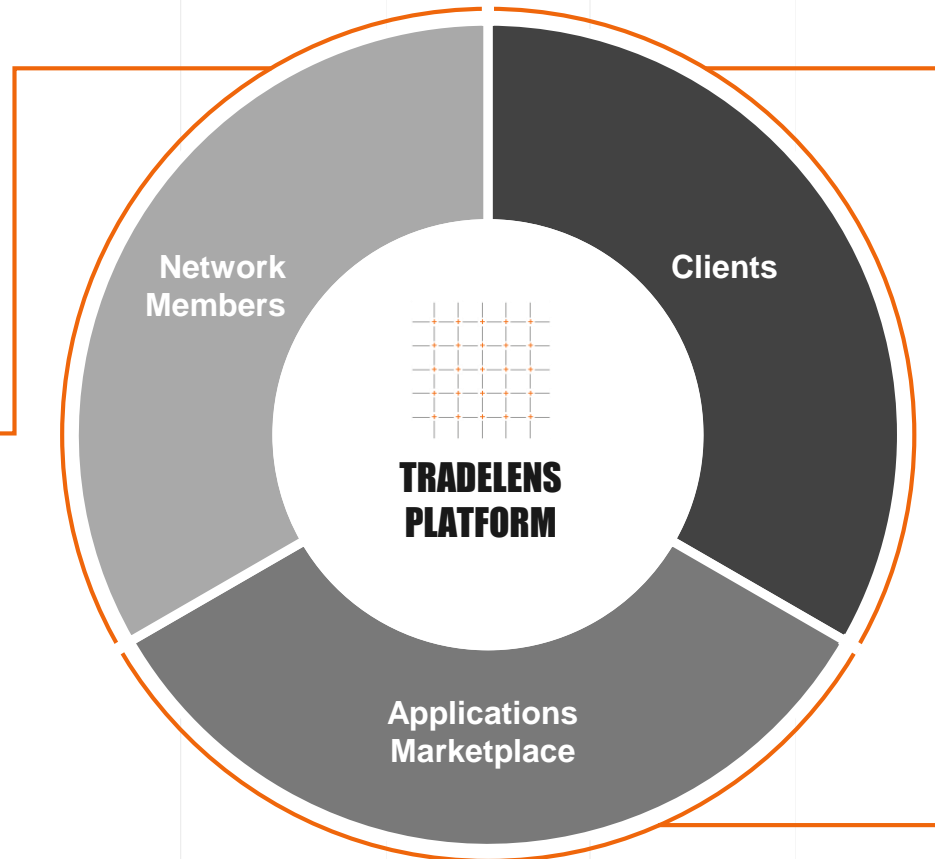 Network
Members
Clients
TRADELENS
PLATFORM
Applications
Marketplace